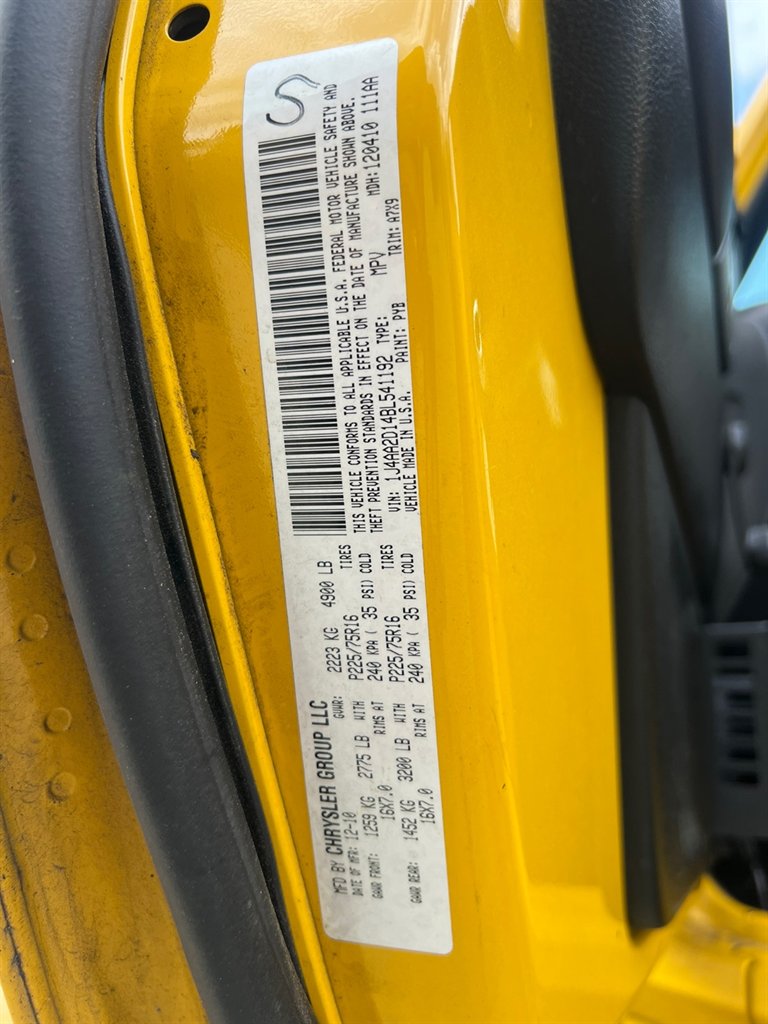 MFD BY CHRYSLER GROUP LLC
DATE OF MFR: 12-10 GVWR: 2223 KG 4900 LB
GAWR FRONT: 1259 KG 2775 LB WITH P225/75R16 TIRES
16X7.0 RIMS AT 240 KPA ( 35 PSI) COLD
GAWR REAR: 1452 KG 3200 LB WITH P225/75R16 TIRES
16X7.0 RIMS AT 240 KPA ( 35 PSI) COLD
5
THIS VEHICLE CONFORMS TO ALL APPLICABLE U.S.A. FEDERAL MOTOR VEHICLE SAFETY AND
THEFT PREVENTION STANDARDS IN EFFECT ON THE DATE OF MANUFACTURE SHOWN ABOVE.
VIN: 1J4AA2D14BL541192 TYPE: MPV MDH: 120410 111AA
VEHICLE MADE IN U.S.A. PAINT: PYB TRIM: A7X9